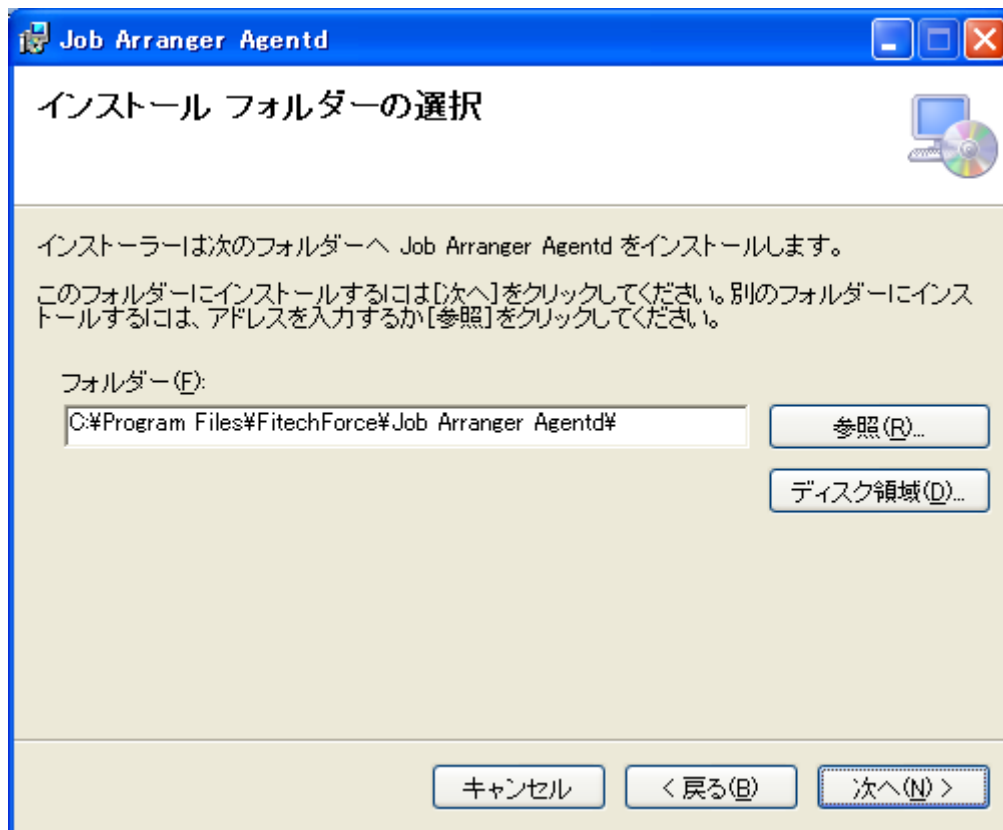 Job Arranger Agentd
インストール フォルダーの選択
インストーラーは次のフォルダーへ Job Arranger Agentd をインストールします。
このフォルダーにインストールするには[次へ]をクリックしてください。別のフォルダーにインス
トールするには、アドレスを入力するか[参照]をクリックしてください。
フォルダー(F):
C:¥Program Files¥FitechForce¥Job Arranger Agentd¥
参照(R)...
ディスク領域(D)...
キャンセル
< 戻る(B)
次へ(N) >